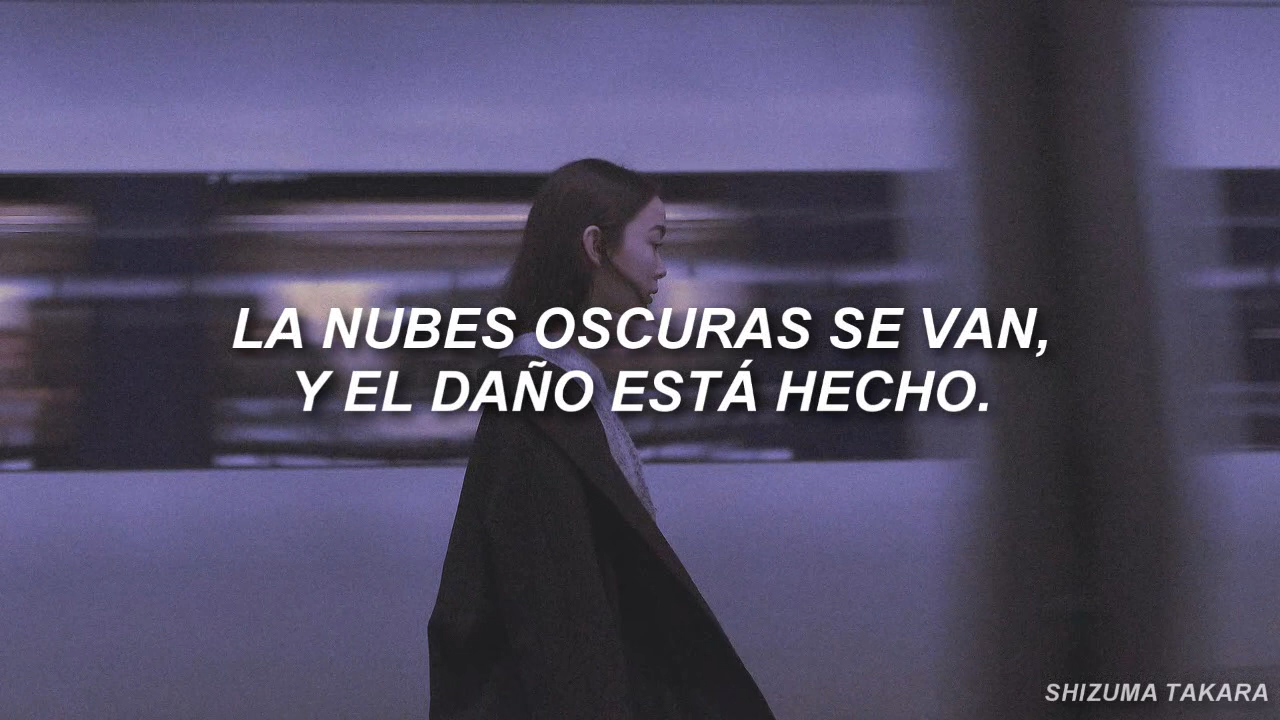 LA NUBES OSCURAS SE VAN,
Y EL DAÑO ESTÁ HECHO.
SHIZUMA TAKARA